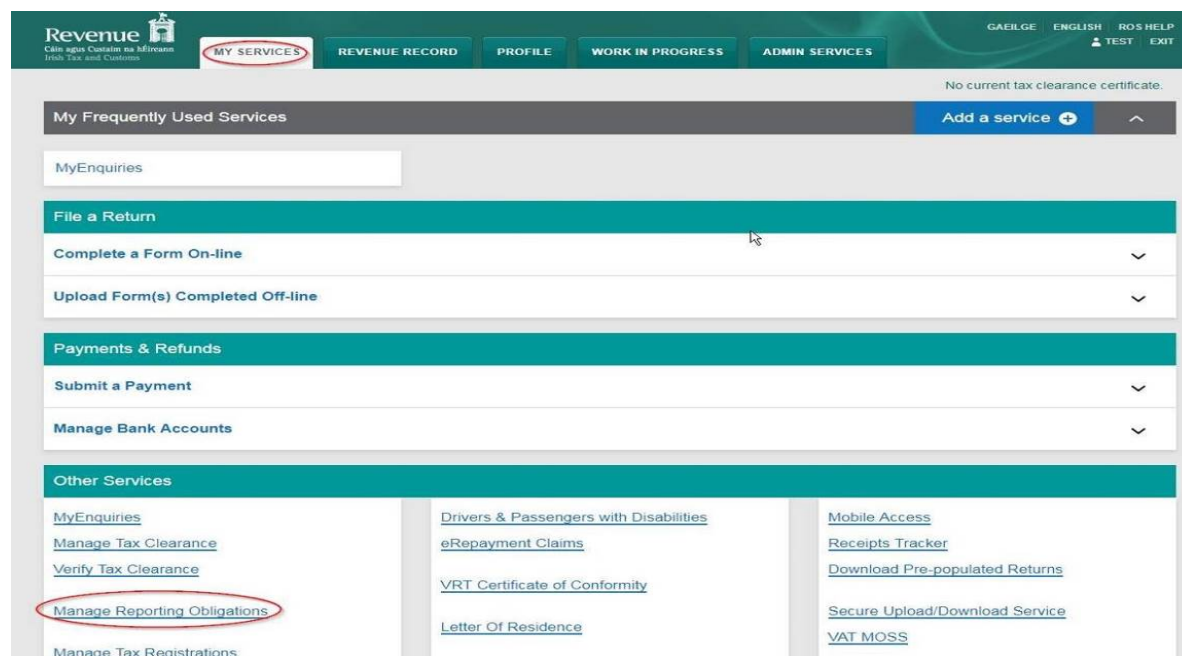 Revenue
Cáin agus Custaim na hÉireann
Irish Tax and Customs
MY SERVICES
REVENUE RECORD
PROFILE
WORK IN PROGRESS
ADMIN SERVICES
GAEILGE ENGLISH ROS HELP
TEST EXIT
No current tax clearance certificate.
My Frequently Used Services
Add a service
MyEnquiries
File a Return
Complete a Form On-line
Upload Form(s) Completed Off-line
Payments & Refunds
Submit a Payment
Manage Bank Accounts
Other Services
MyEnquiries
Manage Tax Clearance
Verify Tax Clearance
Manage Reporting Obligations
Manage Tax Registrations
Drivers & Passengers with Disabilities
eRepayment Claims
VRT Certificate of Conformity
Letter Of Residence
Mobile Access
Receipts Tracker
Download Pre-populated Returns
Secure Upload/Download Service
VAT MOSS